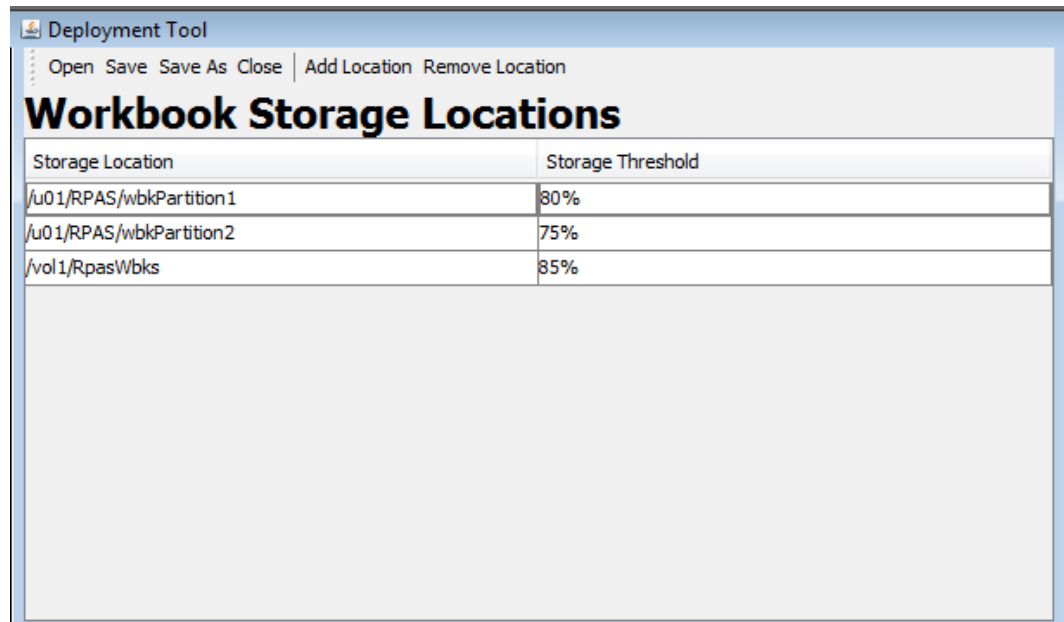 Deployment Tool
Open Save Save As Close Add Location Remove Location
Workbook Storage Locations
Storage Location Storage Threshold
/u01/RPAS/wbkPartition1 80%
/u01/RPAS/wbkPartition2 75%
/vol1/RpasWbks 85%